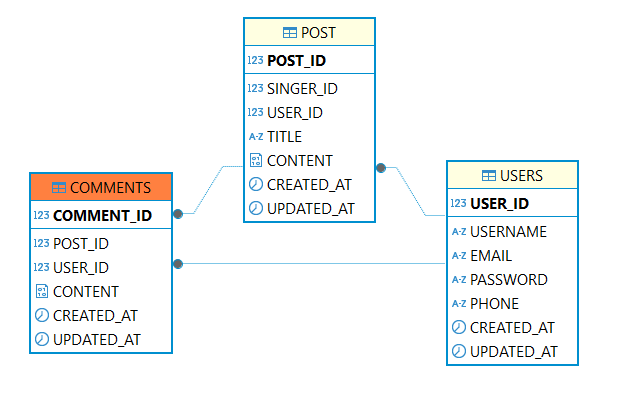 POST
123 POST_ID
123 SINGER_ID
123 USER_ID
A-Z TITLE
CONTENT
CREATED_AT
UPDATED_AT
COMMENTS
123 COMMENT_ID
123 POST_ID
123 USER_ID
CONTENT
CREATED_AT
UPDATED_AT
USERS
123 USER_ID
A-Z USERNAME
A-Z EMAIL
A-Z PASSWORD
A-Z PHONE
CREATED_AT
UPDATED_AT